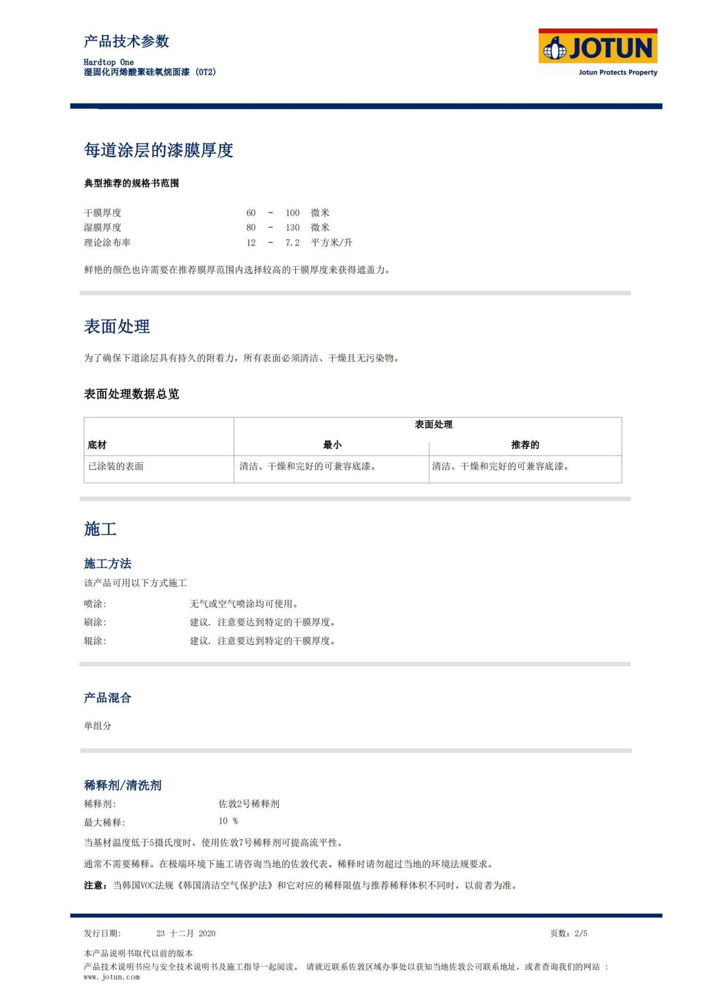 产品技术参数
Hardtop One
湿固化丙烯酸聚硅氧烷面漆 (OT2)
JOTUN
Jotun Protects Property
每道涂层的漆膜厚度
典型推荐的规格书范围
干膜厚度 60 - 100 微米
湿膜厚度 80 - 130 微米
理论涂布率 12 - 7.2 平方米/升
鲜艳的颜色也许需要在推荐膜厚范围内选择较高的干膜厚度来获得遮盖力。
表面处理
为了确保下道涂层具有持久的附着力，所有表面必须清洁、干燥且无污染物。
表面处理数据总览
表面处理
底材 最小 推荐的
已涂装的表面 清洁、干燥和完好的可兼容底漆。 清洁、干燥和完好的可兼容底漆。
施工
施工方法
该产品可用以下方式施工
喷涂: 无气或空气喷涂均可使用。
刷涂: 建议. 注意要达到特定的干膜厚度。
辊涂: 建议. 注意要达到特定的干膜厚度。
产品混合
单组分
稀释剂/清洗剂
稀释剂: 佐敦2号稀释剂
最大稀释: 10 %
当基材温度低于5摄氏度时，使用佐敦7号稀释剂可提高流平性。
通常不需要稀释。在极端环境下施工请咨询当地的佐敦代表。稀释时请勿超过当地的环境法规要求。
注意：当韩国VOC法规《韩国清洁空气保护法》和它对应的稀释限值与推荐稀释体积不同时，以前者为准。
发行日期: 23 十二月 2020 页数: 2/5
本产品说明书取代以前的版本
产品技术说明书应与安全技术说明书及施工指导一起阅读。 请就近联系佐敦区域办事处以获知当地佐敦公司联系地址，或者查询我们的网站 :
www.jotun.com